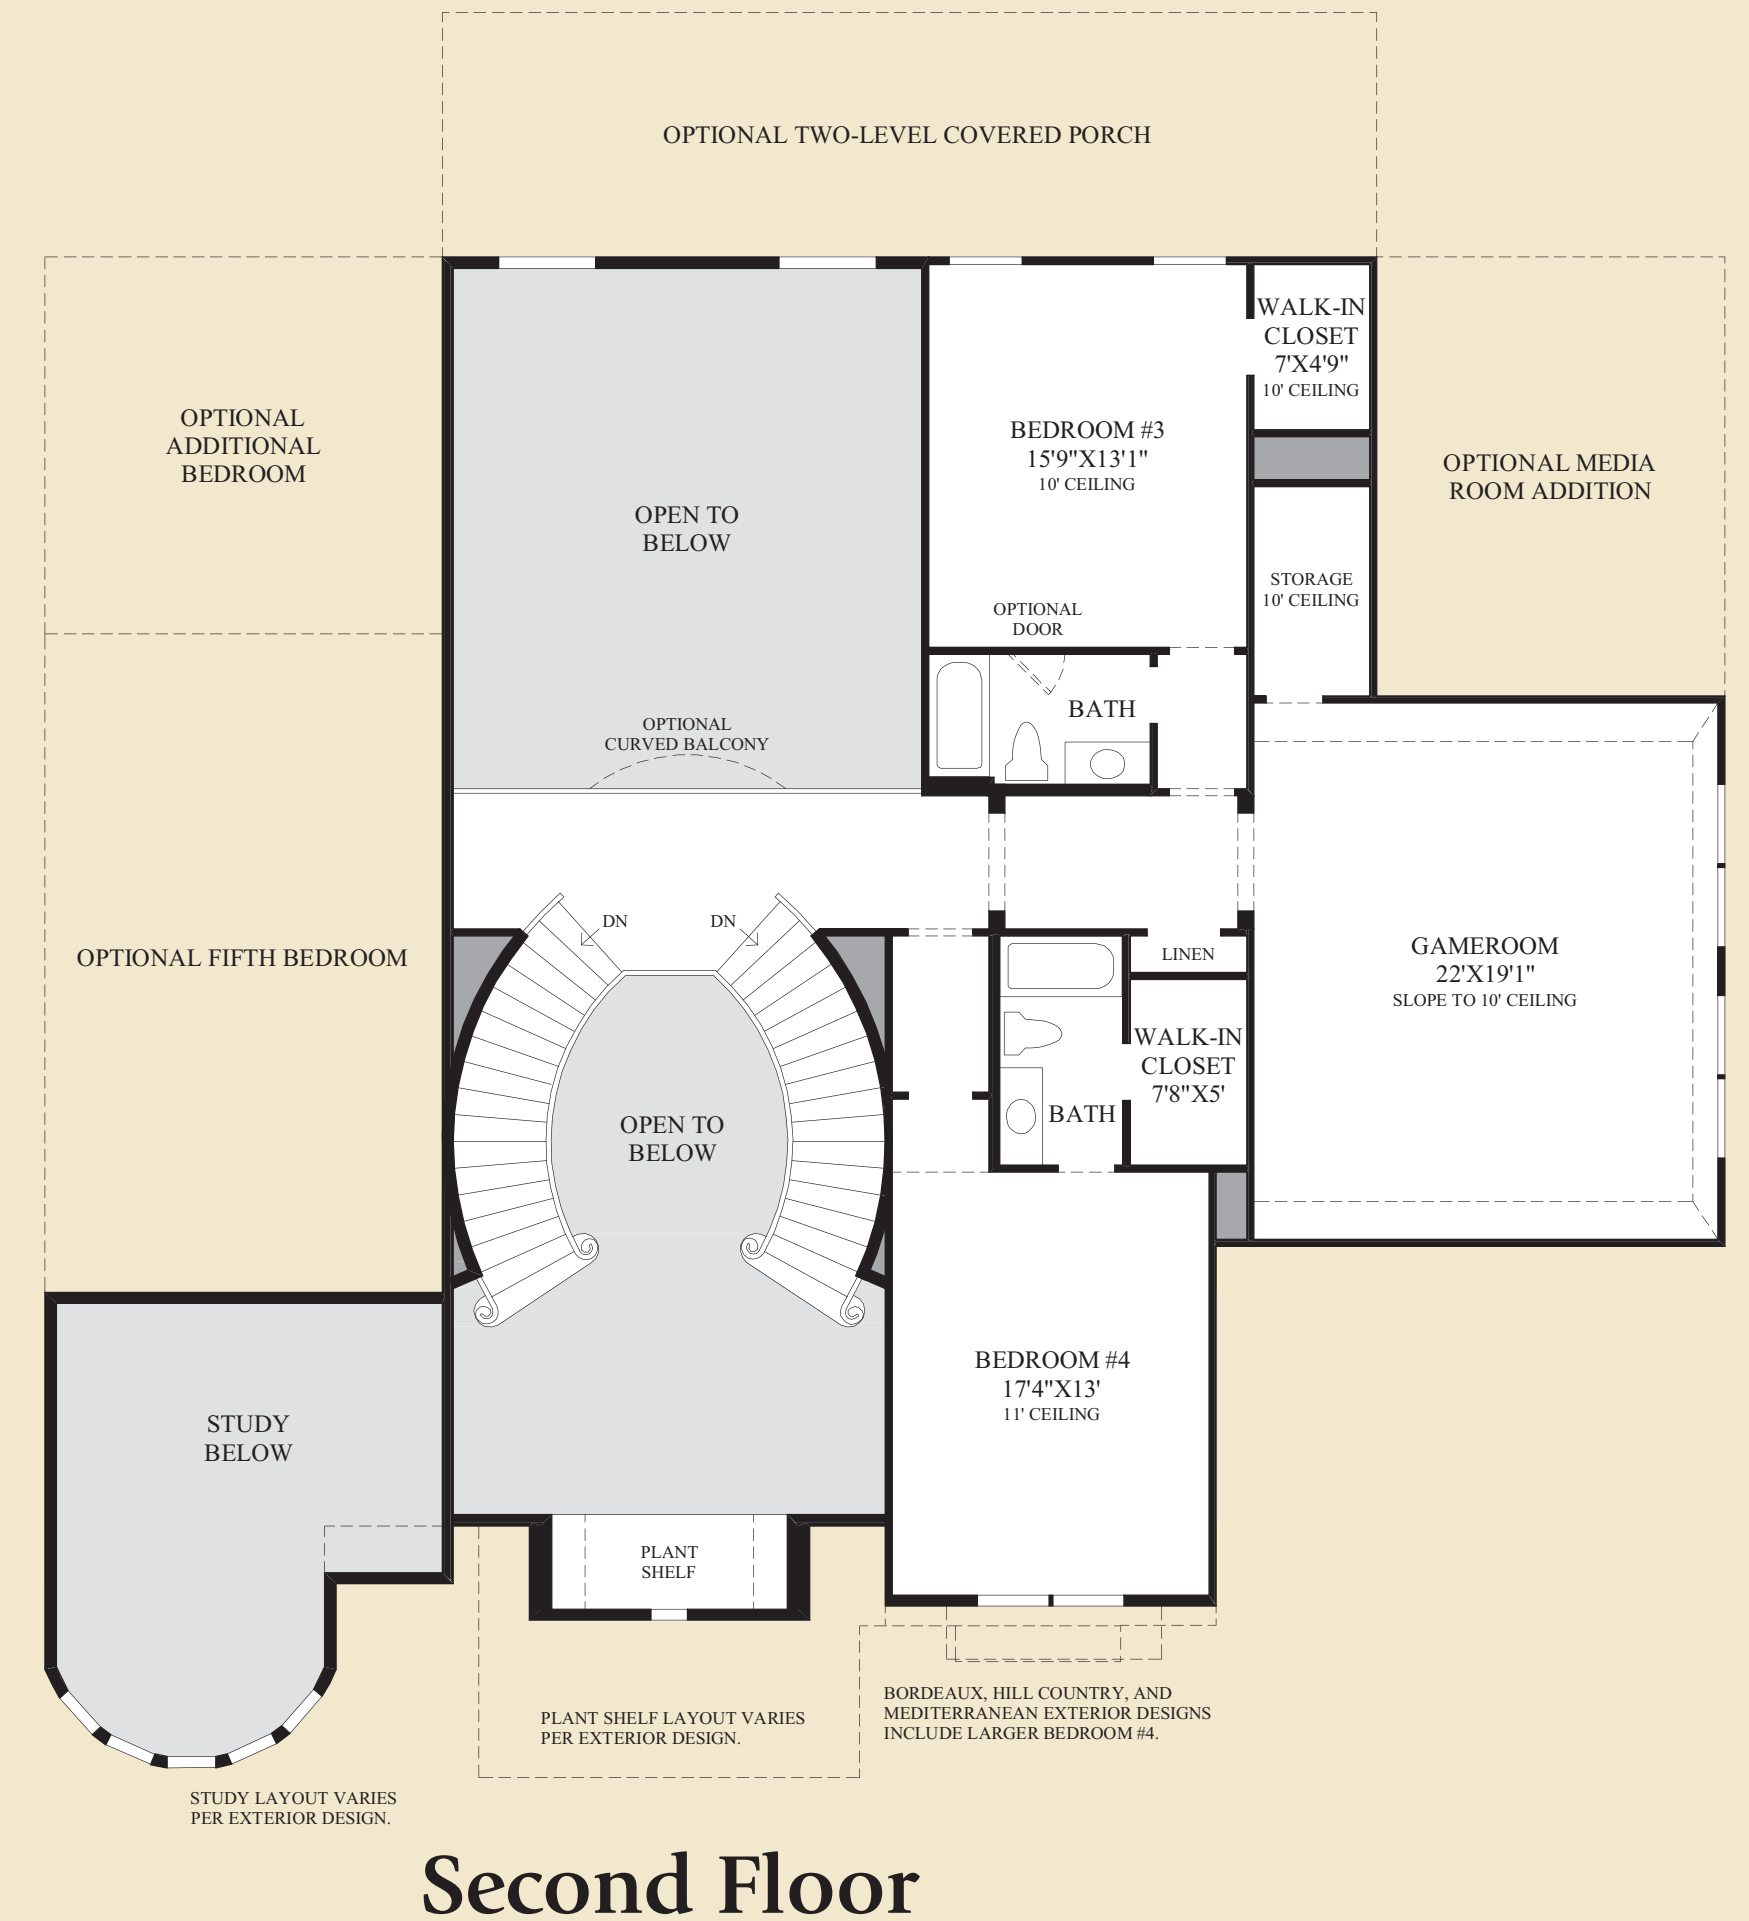 OPTIONAL TWO-LEVEL COVERED PORCH
WALK-IN
CLOSET
7'X4'9"
10' CEILING
OPTIONAL
ADDITIONAL
BEDROOM
BEDROOM #3
15'9"X13'1"
10' CEILING
OPTIONAL MEDIA
ROOM ADDITION
OPEN TO
BELOW
STORAGE
10' CEILING
OPTIONAL
DOOR
BATH
OPTIONAL
CURVED BALCONY
DN
DN
OPTIONAL FIFTH BEDROOM
LINEN
GAMEROOM
22'X19'1"
SLOPE TO 10' CEILING
WALK-IN
CLOSET
7'8"X5'
BATH
OPEN TO
BELOW
BEDROOM #4
17'4"X13'
11' CEILING
STUDY
BELOW
PLANT
SHELF
BORDEAUX, HILL COUNTRY, AND
MEDITERRANEAN EXTERIOR DESIGNS
INCLUDE LARGER BEDROOM #4.
PLANT SHELF LAYOUT VARIES
PER EXTERIOR DESIGN.
STUDY LAYOUT VARIES
PER EXTERIOR DESIGN.
Second Floor